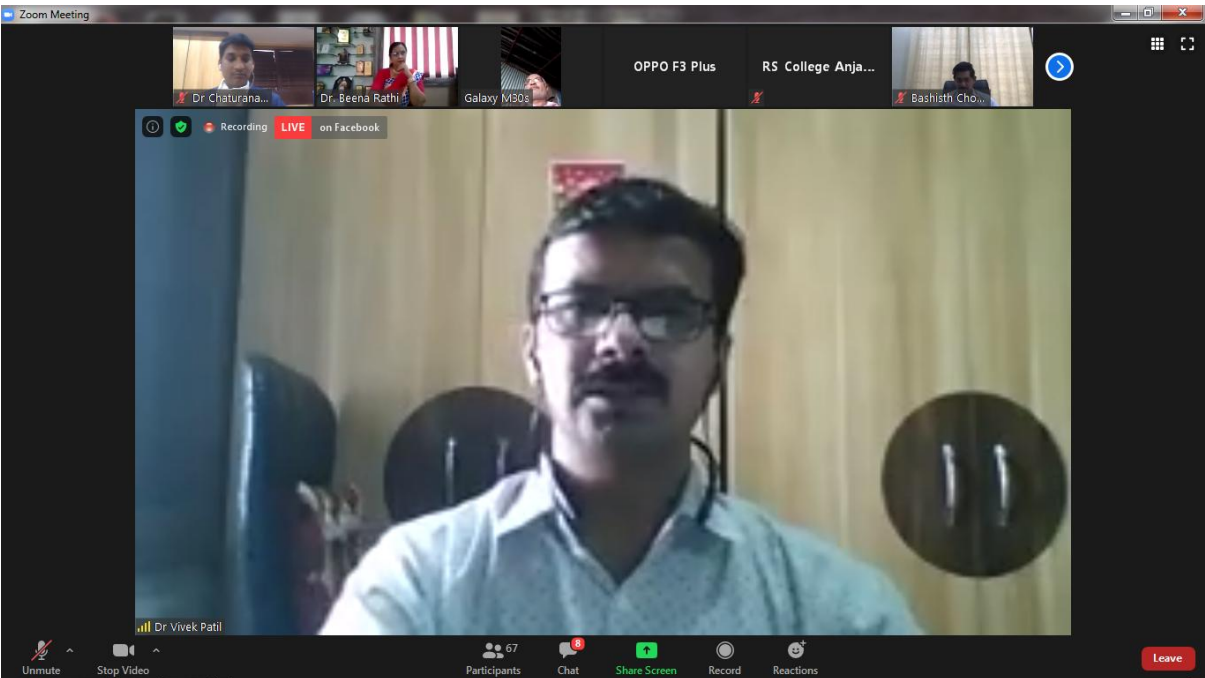 Zoom Meeting
Dr Chaturana...
Dr. Beena Rathi
Galaxy M30s
OPPO F3 Plus
RS College Anja...
Bashisth Cho...
Recording
LIVE on Facebook
Dr Vivek Patil
67
8
Unmute
Stop Video
Participants
Chat
Share Screen
Record
Reactions
Leave